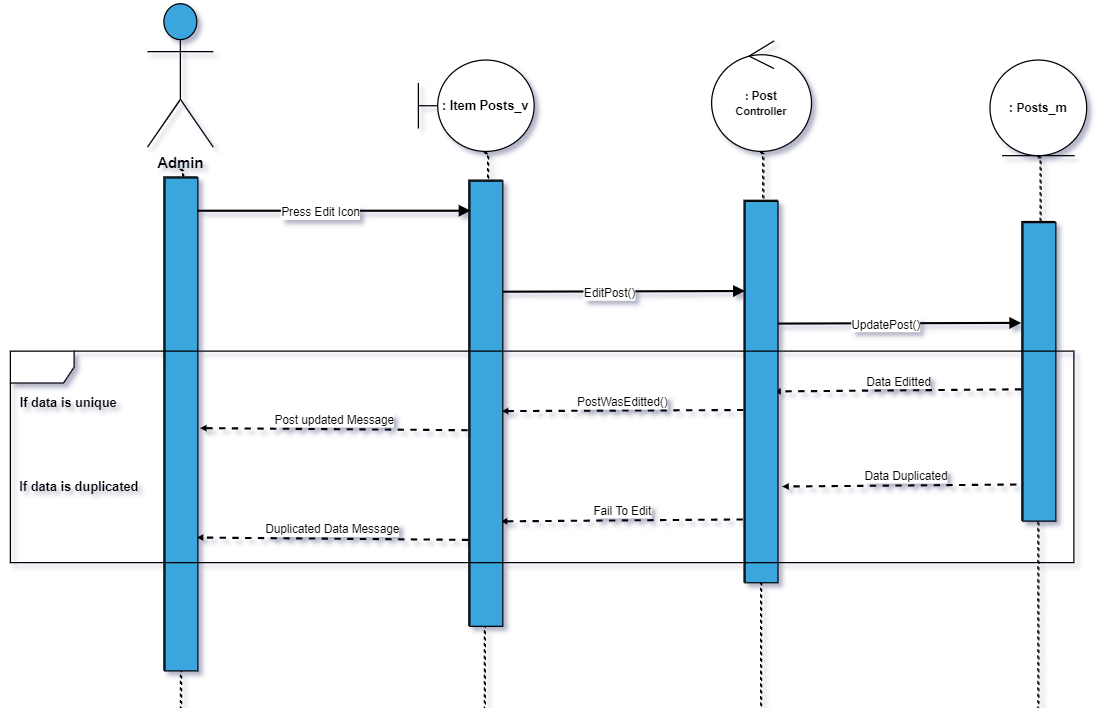 : Item Posts_v
: Post
Controller
: Posts_m
Admin
Press Edit Icon
EditPost()
UpdatePost()
Data Editted
If data is unique
PostWasEditted()
Post updated Message
Data Duplicated
If data is duplicated
Fail To Edit
Duplicated Data Message